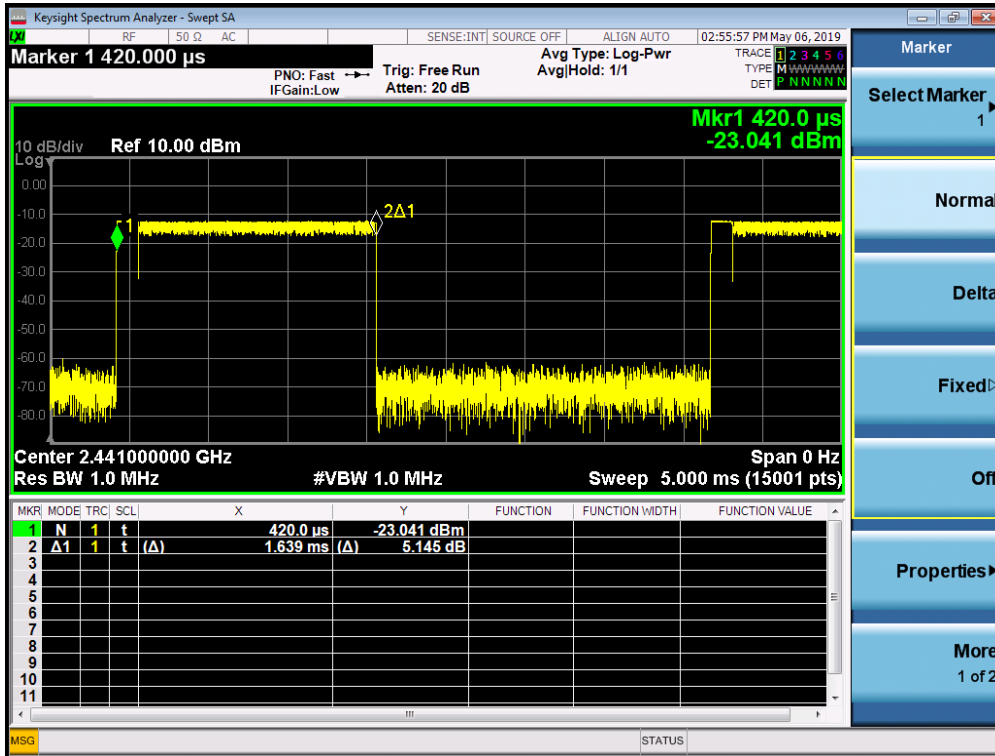 Keysight Spectrum Analyzer - Swept SA
LXI RF 50 Ω AC SENSE:INT SOURCE OFF ALIGN AUTO 02:55:57 PM May 06, 2019
Marker 1 420.000 µs
PNO: Fast
IFGain:Low
Trig: Free Run
Atten: 20 dB
Avg Type: Log-Pwr
Avg|Hold: 1/1
TRACE 1 2 3 4 5 6
TYPE M W W W W W
DET P N N N N N
Mkr1 420.0 µs
-23.041 dBm
10 dB/div Ref 10.00 dBm
Log
0.00
-10.0
-20.0
-30.0
-40.0
-50.0
-60.0
-70.0
-80.0
1
2Δ1
Center 2.441000000 GHz Span 0 Hz
Res BW 1.0 MHz #VBW 1.0 MHz Sweep 5.000 ms (15001 pts)
MKR MODE TRC SCL X Y FUNCTION FUNCTION WIDTH FUNCTION VALUE
1 N 1 t 420.0 µs -23.041 dBm
2 Δ1 1 t (Δ) 1.639 ms (Δ) 5.145 dB
3
4
5
6
7
8
9
10
11
MSG STATUS
Marker
Select Marker
1
Normal
Delta
Fixed
Off
Properties
More
1 of 2